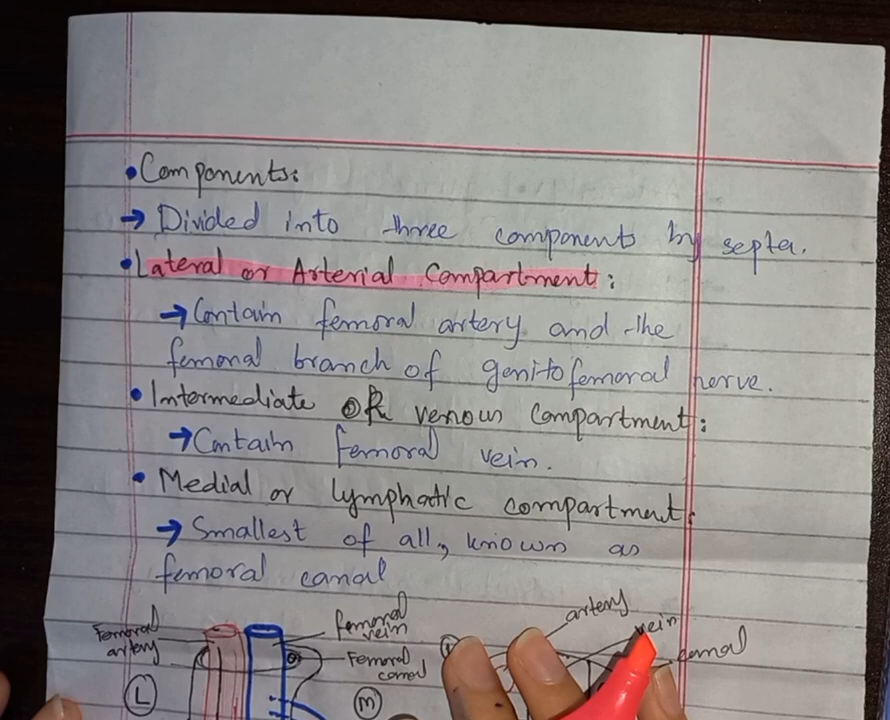 • Components:
→ Divided into three components by septa.
• Lateral or Arterial Compartment:
→ Contain femoral artery and the
femoral branch of genitofemoral nerve.
• Intermediate OR venous compartment:
→ Contain femoral vein.
• Medial or lymphatic compartment:
→ Smallest of all, known as
femoral canal
Femoral
artery
femoral
vein
Femoral
canal
L
M
artery
vein
canal